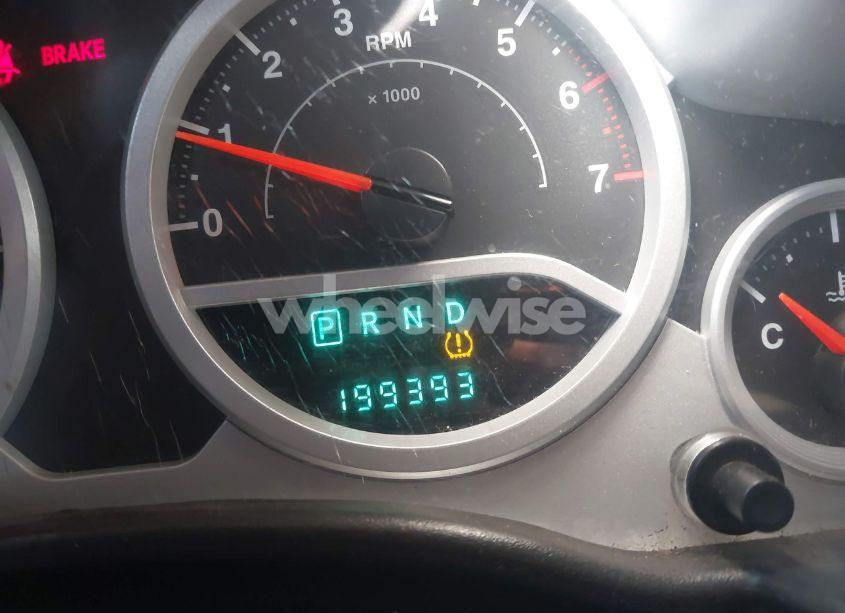 BRAKE
0 1 2 3 4 5 6 7
RPM
x 1000
wheelwise
P R N D
199393
C